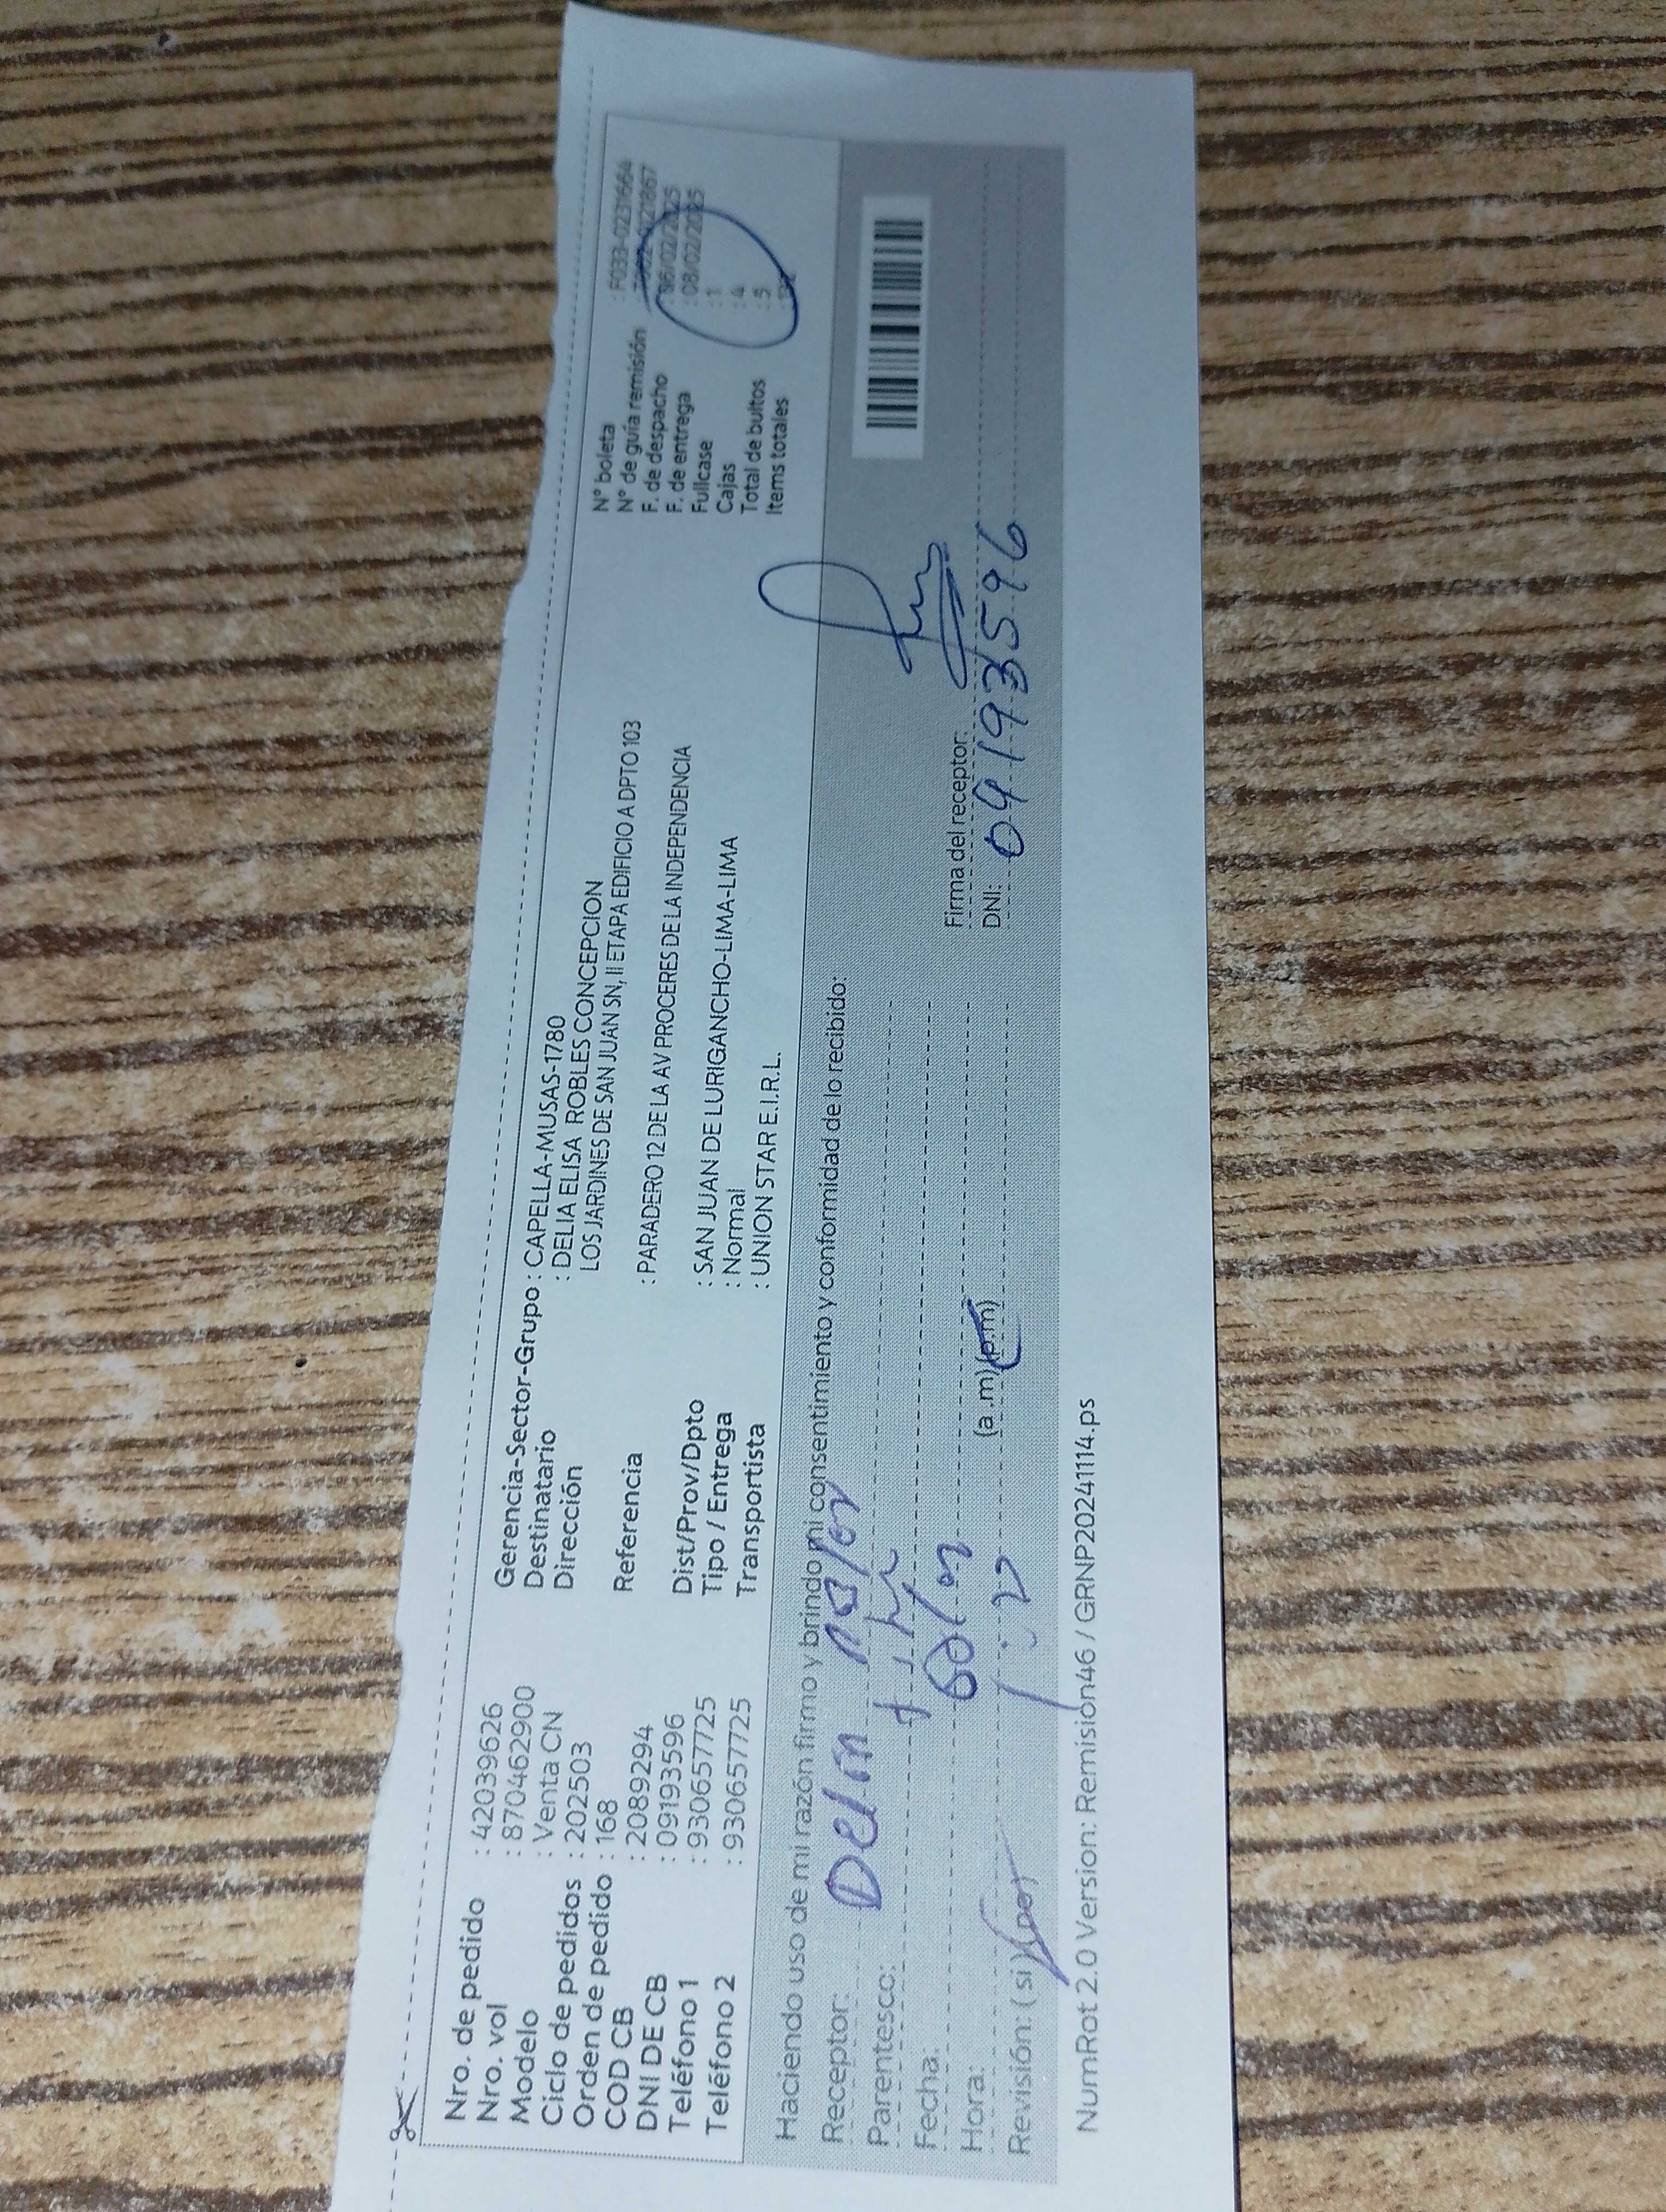 Nro. de pedido : 42039626
Nro. vol : 870462900
Modelo : Venta CN
Ciclo de pedidos : 202503
Orden de pedido : 168
COD CB : 2089294
DNI DE CB : 09193596
Teléfono 1 : 930657725
Teléfono 2 : 930657725
Gerencia-Sector-Grupo : CAPELLA-MUSAS-1780
Destinatario : DELIA ELISA ROBLES CONCEPCION
Dirección LOS JARDINES DE SAN JUAN SN, II ETAPA EDIFICIO A DPTO 103
Referencia : PARADERO 12 DE LA AV PROCERES DE LA INDEPENDENCIA
Dist/Prov/Dpto : SAN JUAN DE LURIGANCHO-LIMA-LIMA
Tipo / Entrega : Normal
Transportista : UNION STAR E.I.R.L.
N° boleta : F033-0231664
N° de guía remisión
F. de despacho : 06/02/2025
F. de entrega : 08/02/2025
Fullcase : 1
Cajas : 4
Total de bultos : 5
Items totales
Haciendo uso de mi razón firmo y brindo mi consentimiento y conformidad de lo recibido:
Receptor:
Parentesco:
Fecha:
Hora: (a.m) (p.m)
Revisión: (si) (no)
Firma del receptor:
DNI: 09193596
NumRot 2.0 Version: Remision46 / GRNP20241114.ps